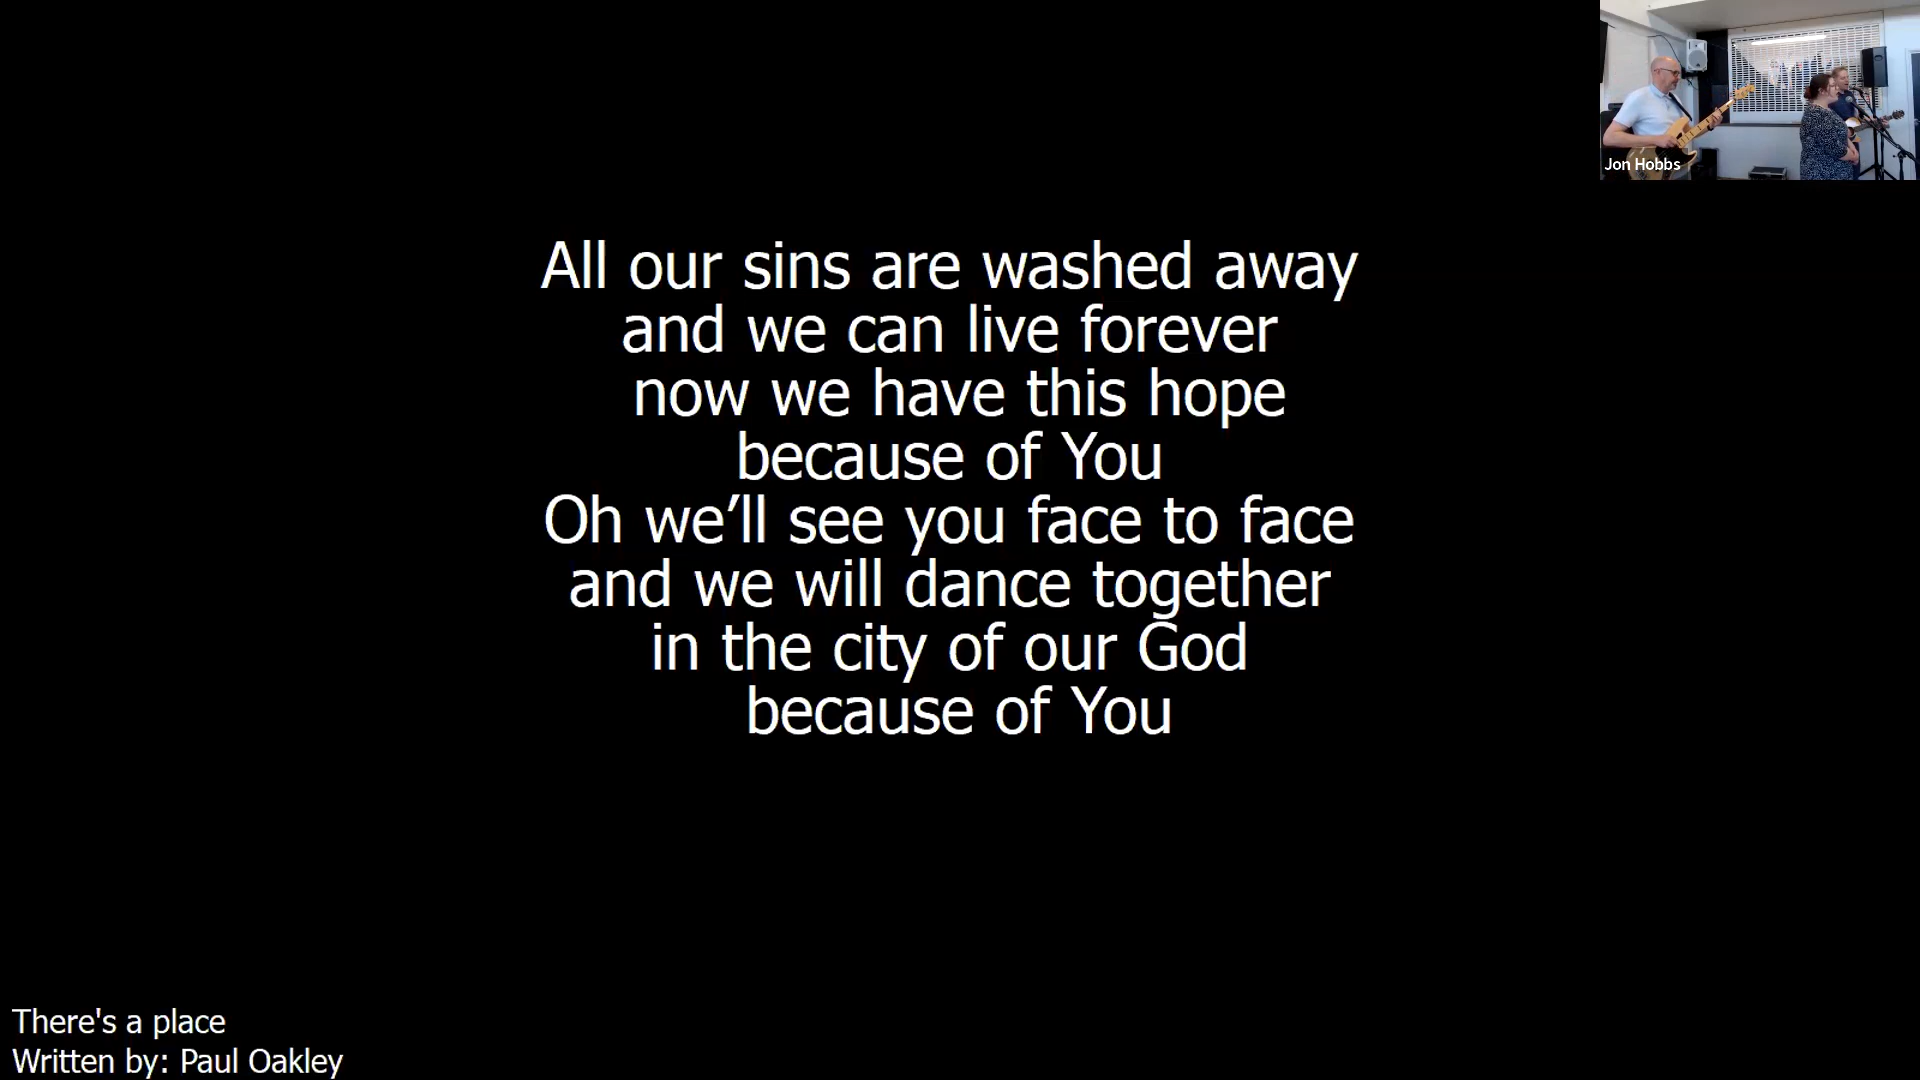 Jon Hobbs
All our sins are washed away
and we can live forever
now we have this hope
because of You
Oh we’ll see you face to face
and we will dance together
in the city of our God
because of You
There's a place
Written by: Paul Oakley